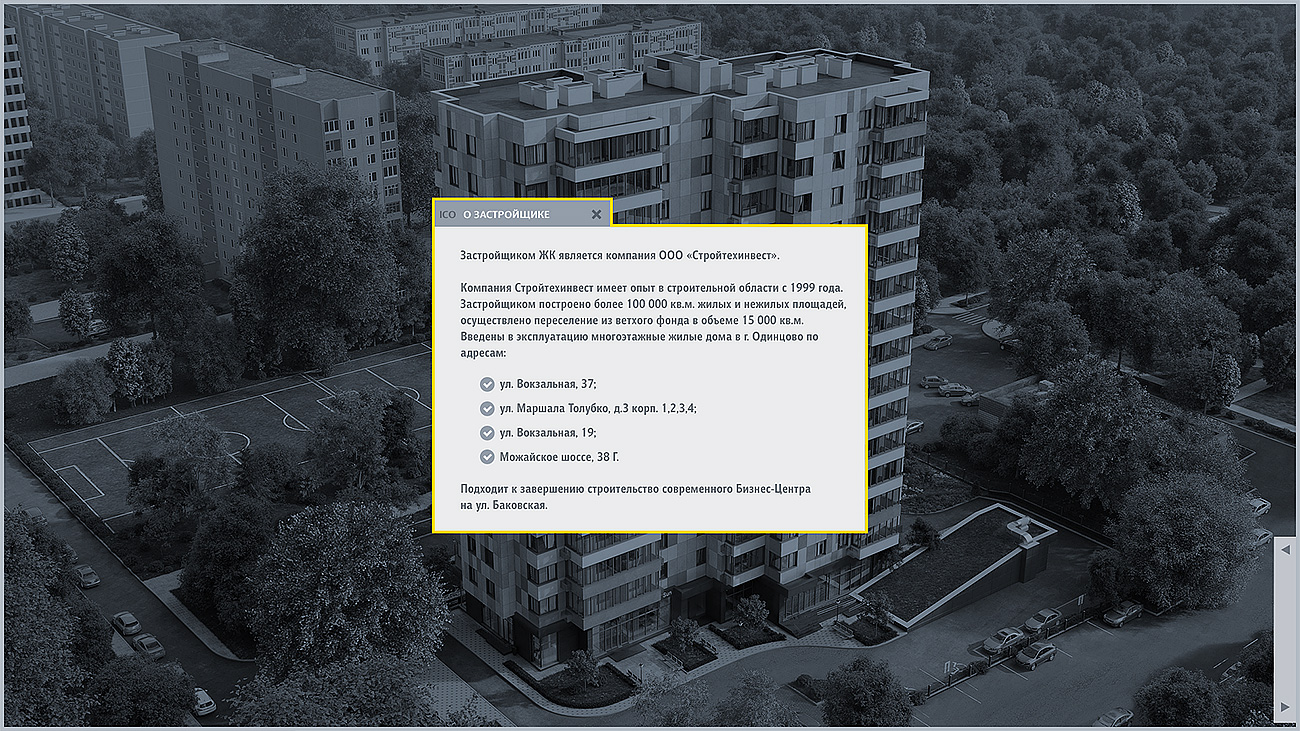 ICO О ЗАСТРОЙЩИКЕ
Застройщиком ЖК является компания ООО «Стройтехинвест».
Компания Стройтехинвест имеет опыт в строительной области с 1999 года.
Застройщиком построено более 100 000 кв.м. жилых и нежилых площадей,
осуществлено переселение из ветхого фонда в объеме 15 000 кв.м.
Введены в эксплуатацию многоэтажные жилые дома в г. Одинцово по
адресам:
ул. Вокзальная, 37;
ул. Маршала Толубко, д.3 корп. 1,2,3,4;
ул. Вокзальная, 19;
Можайское шоссе, 38 Г.
Подходит к завершению строительство современного Бизнес-Центра
на ул. Баковская.